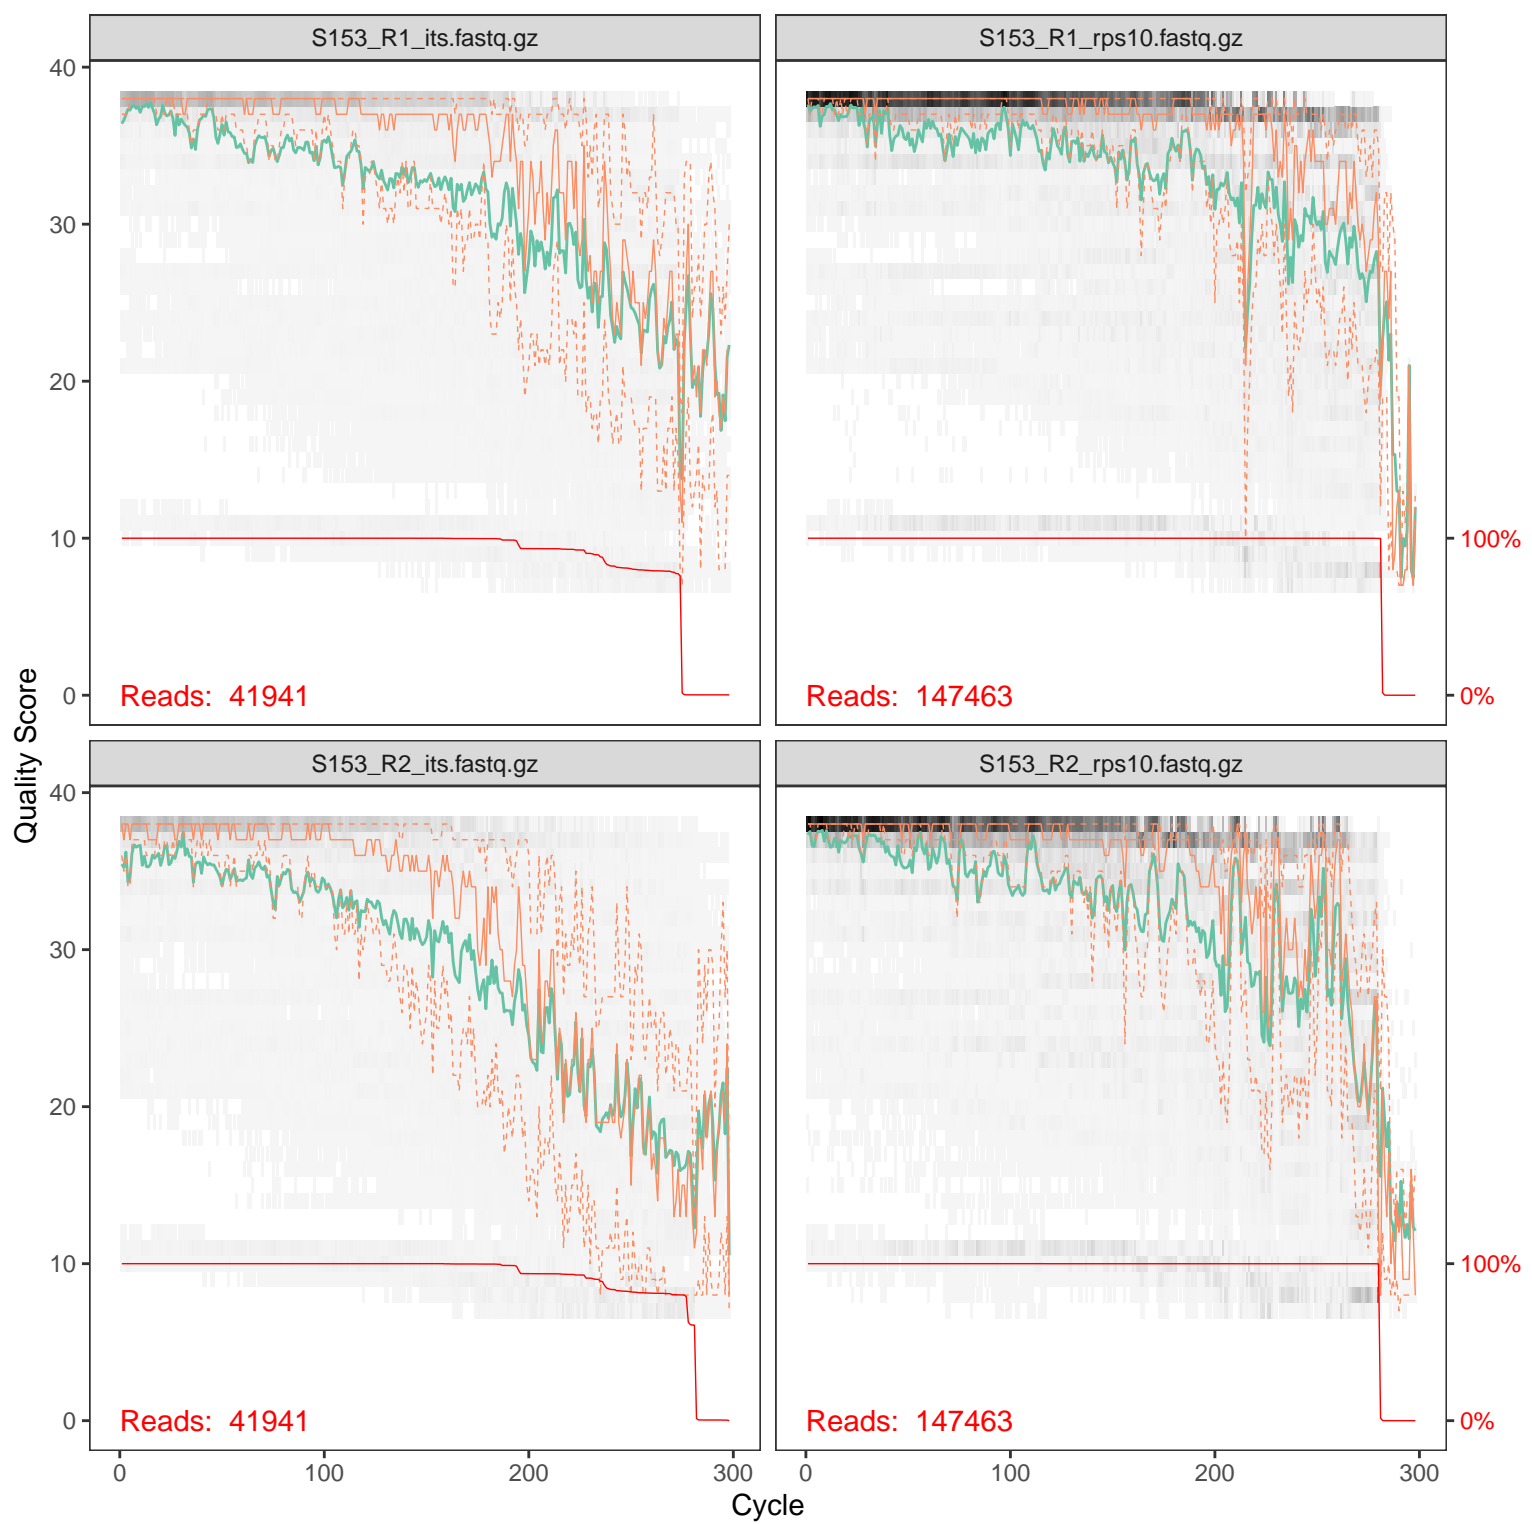 S153_R1_its.fastq.gz
S153_R1_rps10.fastq.gz
40
30
20
10
0
100%
0%
Reads: 41941
Reads: 147463
Quality Score
S153_R2_its.fastq.gz
S153_R2_rps10.fastq.gz
40
30
20
10
0
100%
0%
Reads: 41941
Reads: 147463
0 100 200 300
0 100 200 300
Cycle